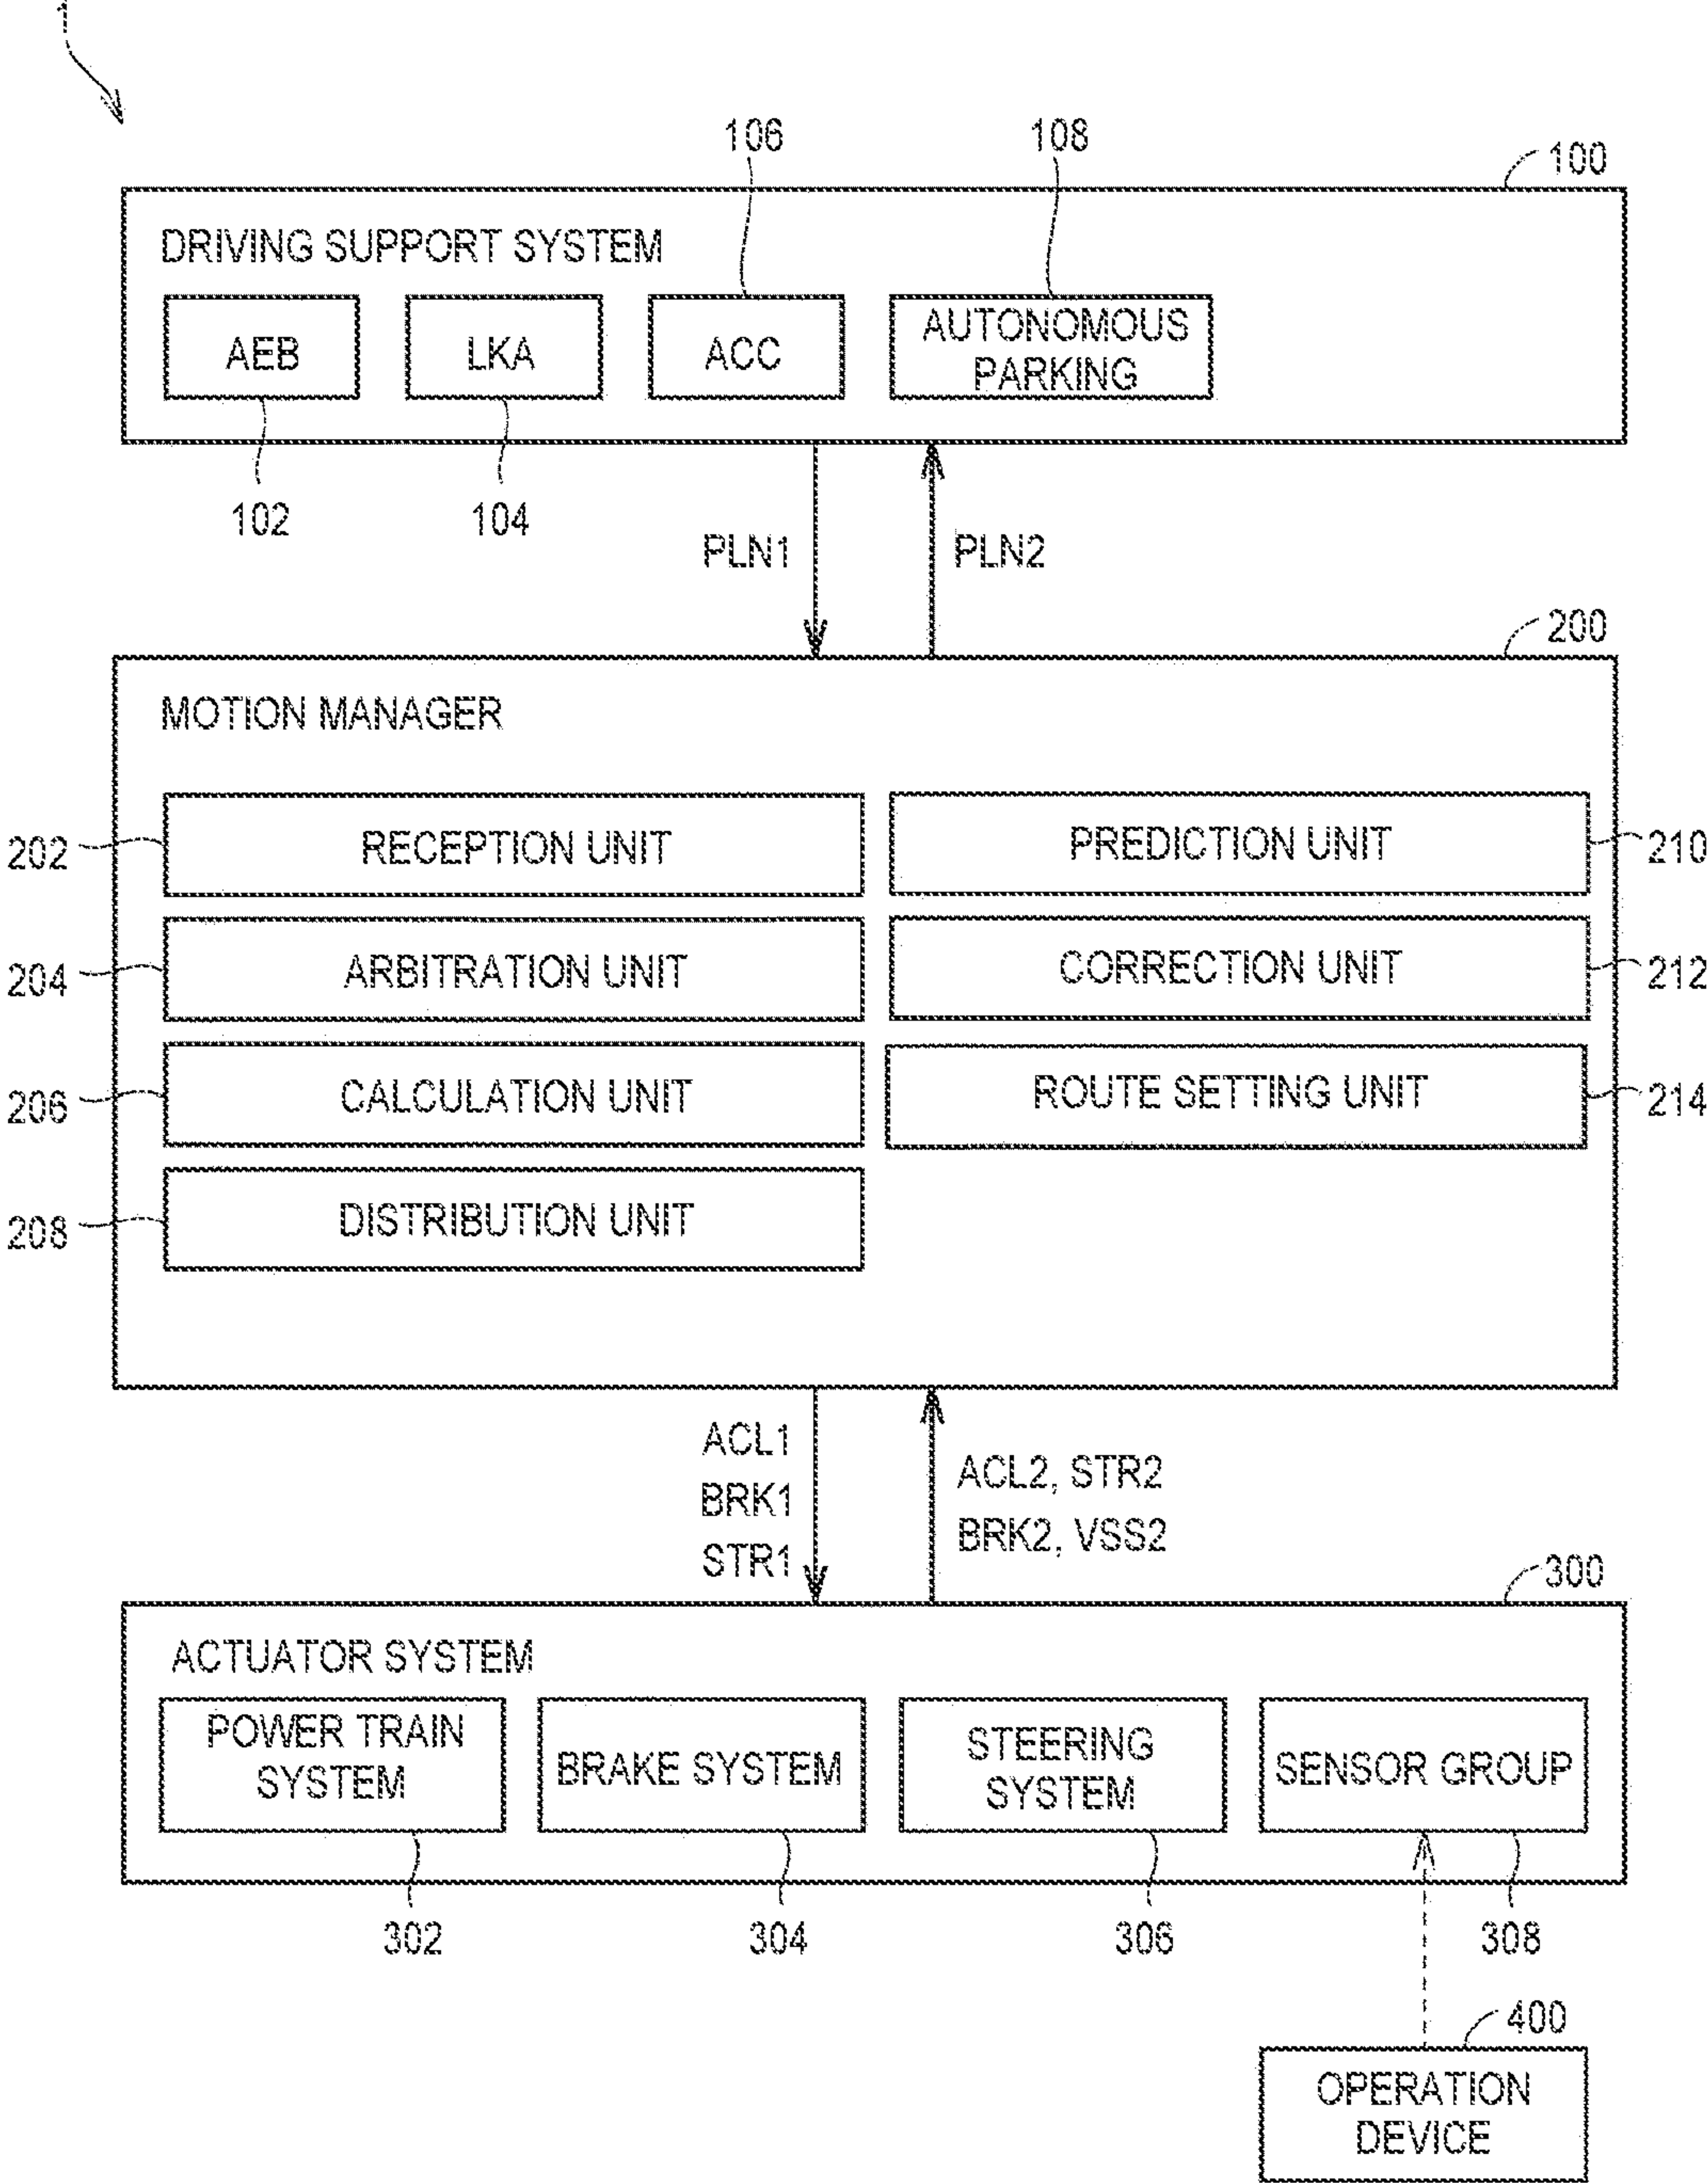 1
106 108
100
DRIVING SUPPORT SYSTEM
AEB LKA ACC AUTONOMOUS
PARKING
102 104
PLN1 PLN2
200
MOTION MANAGER
202 RECEPTION UNIT PREDICTION UNIT 210
204 ARBITRATION UNIT CORRECTION UNIT 212
206 CALCULATION UNIT ROUTE SETTING UNIT 214
208 DISTRIBUTION UNIT
ACL1
BRK1
STR1
ACL2, STR2
BRK2, VSS2
300
ACTUATOR SYSTEM
POWER TRAIN
SYSTEM
BRAKE SYSTEM
STEERING
SYSTEM
SENSOR GROUP
302 304 306 308
400
OPERATION
DEVICE